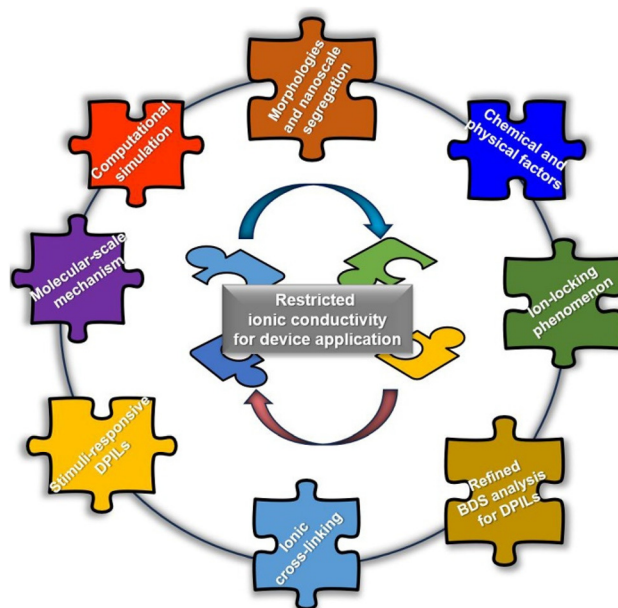 Morphologies
and nanoscale
segregation
Chemical and
physical factors
Ion-locking
phenomenon
Refined
BDS analysis
for DPILs
Ionic
cross-linking
Stimuli-responsive
DPILs
Molecular-scale
mechanism
Computational
simulation
Restricted
ionic conductivity
for device application